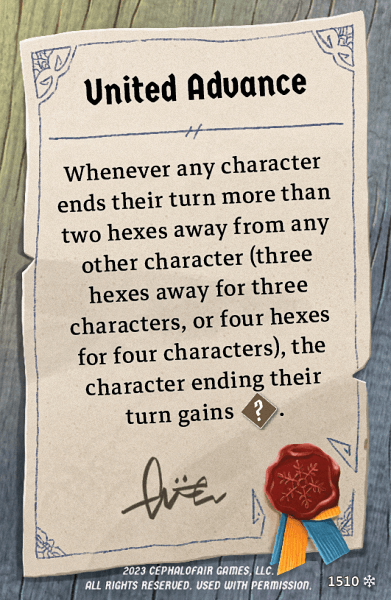 United Advance
Whenever any character
ends their turn more than
two hexes away from any
other character (three
hexes away for three
characters, or four hexes
for four characters), the
character ending their
turn gains ?.
2023 CEPHALOFAIR GAMES, LLC.
ALL RIGHTS RESERVED. USED WITH PERMISSION.
1510